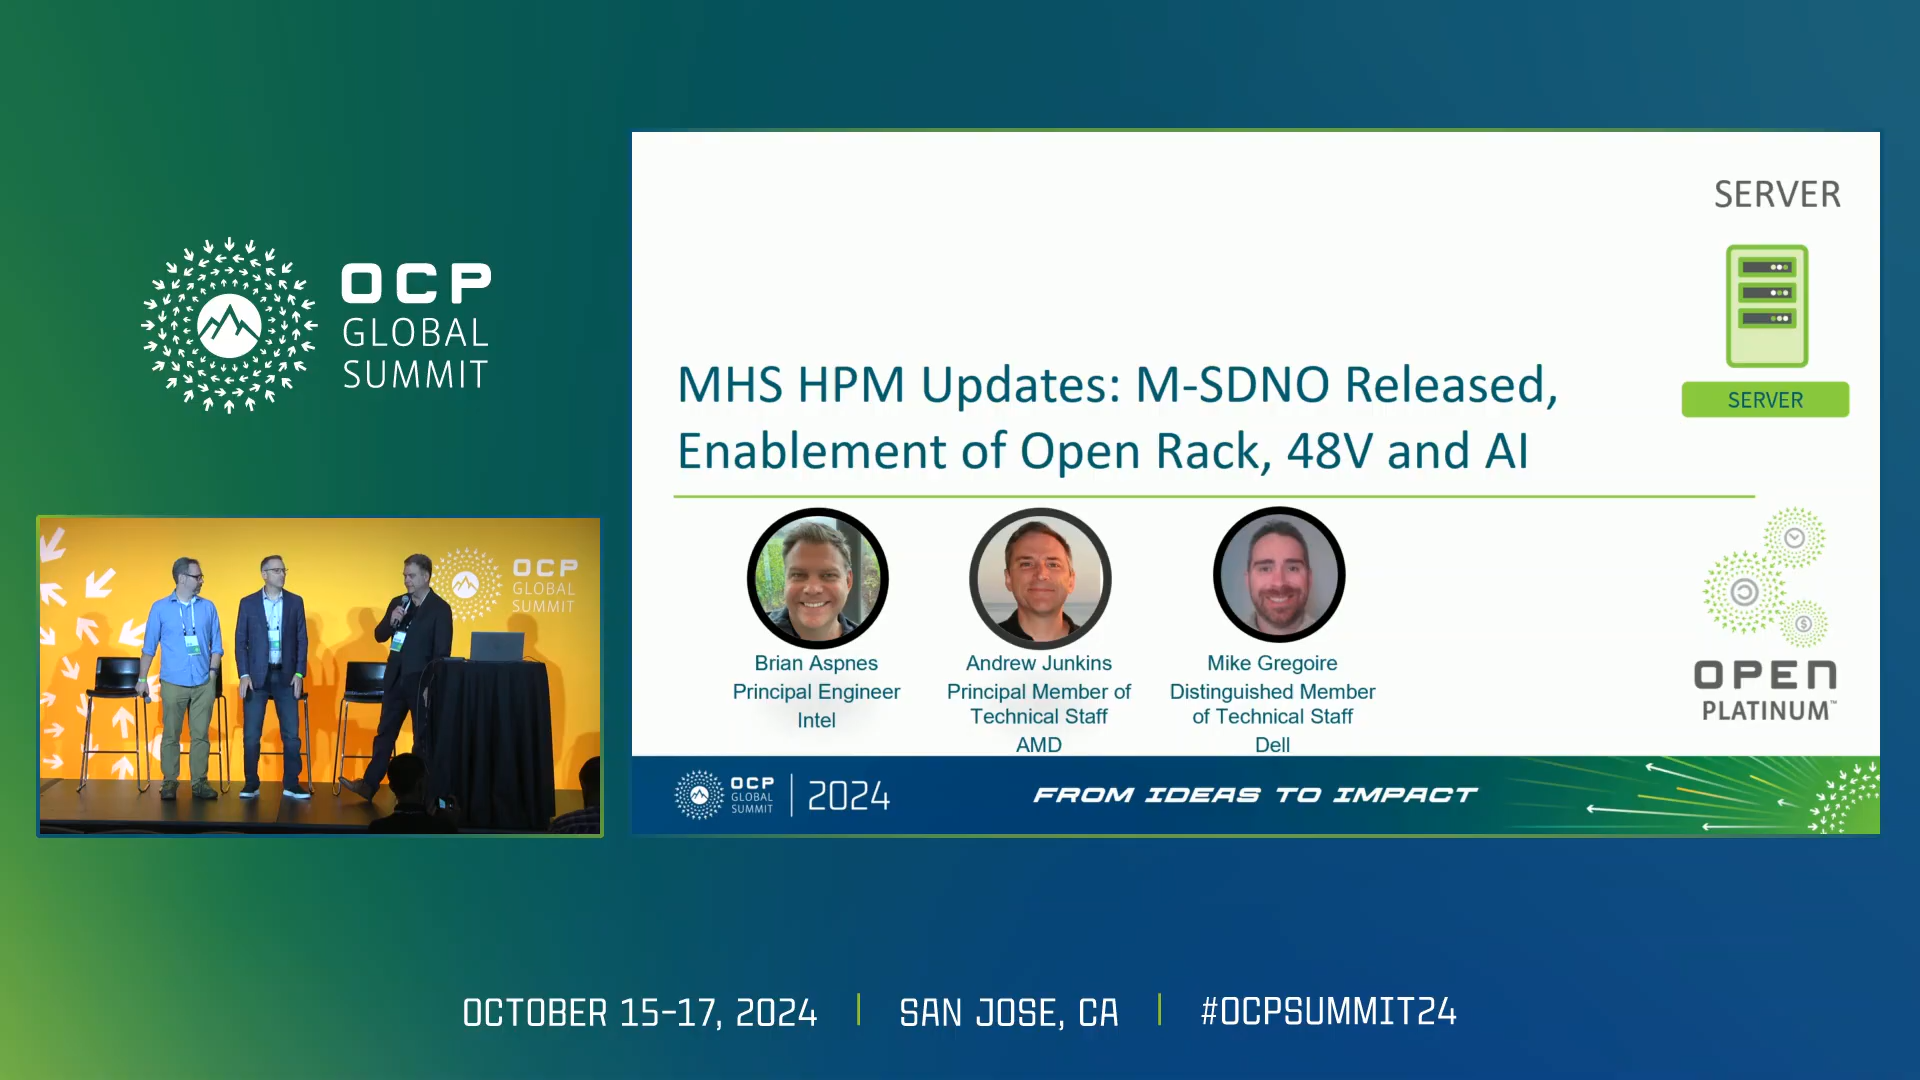 OCP
GLOBAL
SUMMIT
OCP
GLOBAL
SUMMIT
SERVER
SERVER
MHS HPM Updates: M-SDNO Released,
Enablement of Open Rack, 48V and AI
Brian Aspnes
Principal Engineer
Intel
Andrew Junkins
Principal Member of
Technical Staff
AMD
Mike Gregoire
Distinguished Member
of Technical Staff
Dell
OPEN
PLATINUM™
OCP
GLOBAL
SUMMIT
2024
FROM IDEAS TO IMPACT
OCTOBER 15-17, 2024 | SAN JOSE, CA | #OCPSUMMIT24